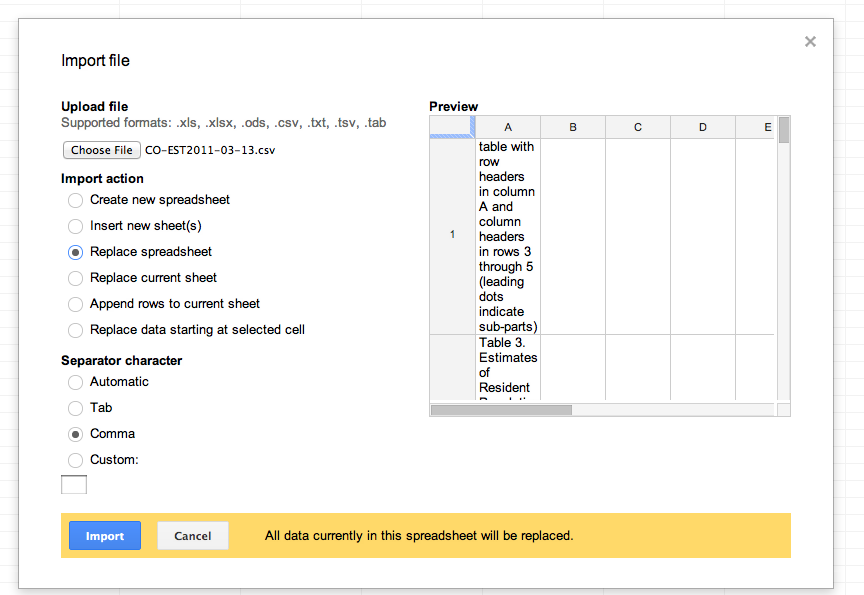 Import file
Upload file
Supported formats: .xls, .xlsx, .ods, .csv, .txt, .tsv, .tab
Choose File CO-EST2011-03-13.csv
Import action
Create new spreadsheet
Insert new sheet(s)
Replace spreadsheet
Replace current sheet
Append rows to current sheet
Replace data starting at selected cell
Separator character
Automatic
Tab
Comma
Custom:
Preview
A B C D E
1
table with
row
headers
in column
A and
column
headers
in rows 3
through 5
(leading
dots
indicate
sub-parts)
Table 3.
Estimates
of
Resident
Import Cancel All data currently in this spreadsheet will be replaced.